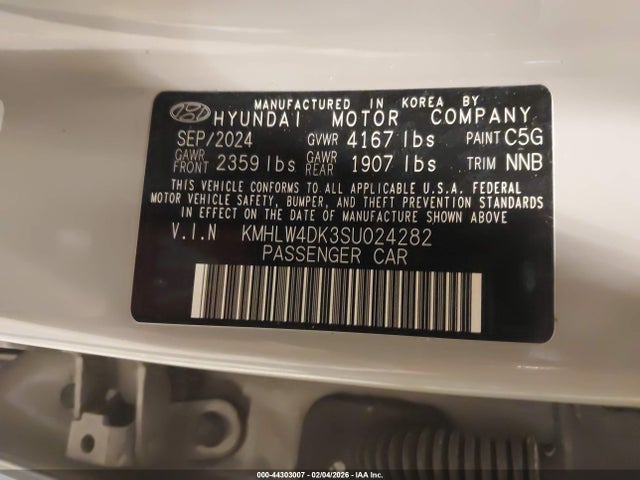 MANUFACTURED IN KOREA BY
HYUNDAI MOTOR COMPANY
SEP/2024 GVWR 4167 lbs PAINT C5G
GAWR FRONT 2359 lbs GAWR REAR 1907 lbs TRIM NNB
THIS VEHICLE CONFORMS TO ALL APPLICABLE U.S.A. FEDERAL
MOTOR VEHICLE SAFETY, BUMPER, AND THEFT PREVENTION STANDARDS
IN EFFECT ON THE DATE OF MANUFACTURE SHOWN ABOVE
V.I.N KMHLW4DK3SU024282
PASSENGER CAR
000-44303007 - 02/04/2026 - IAA Inc.